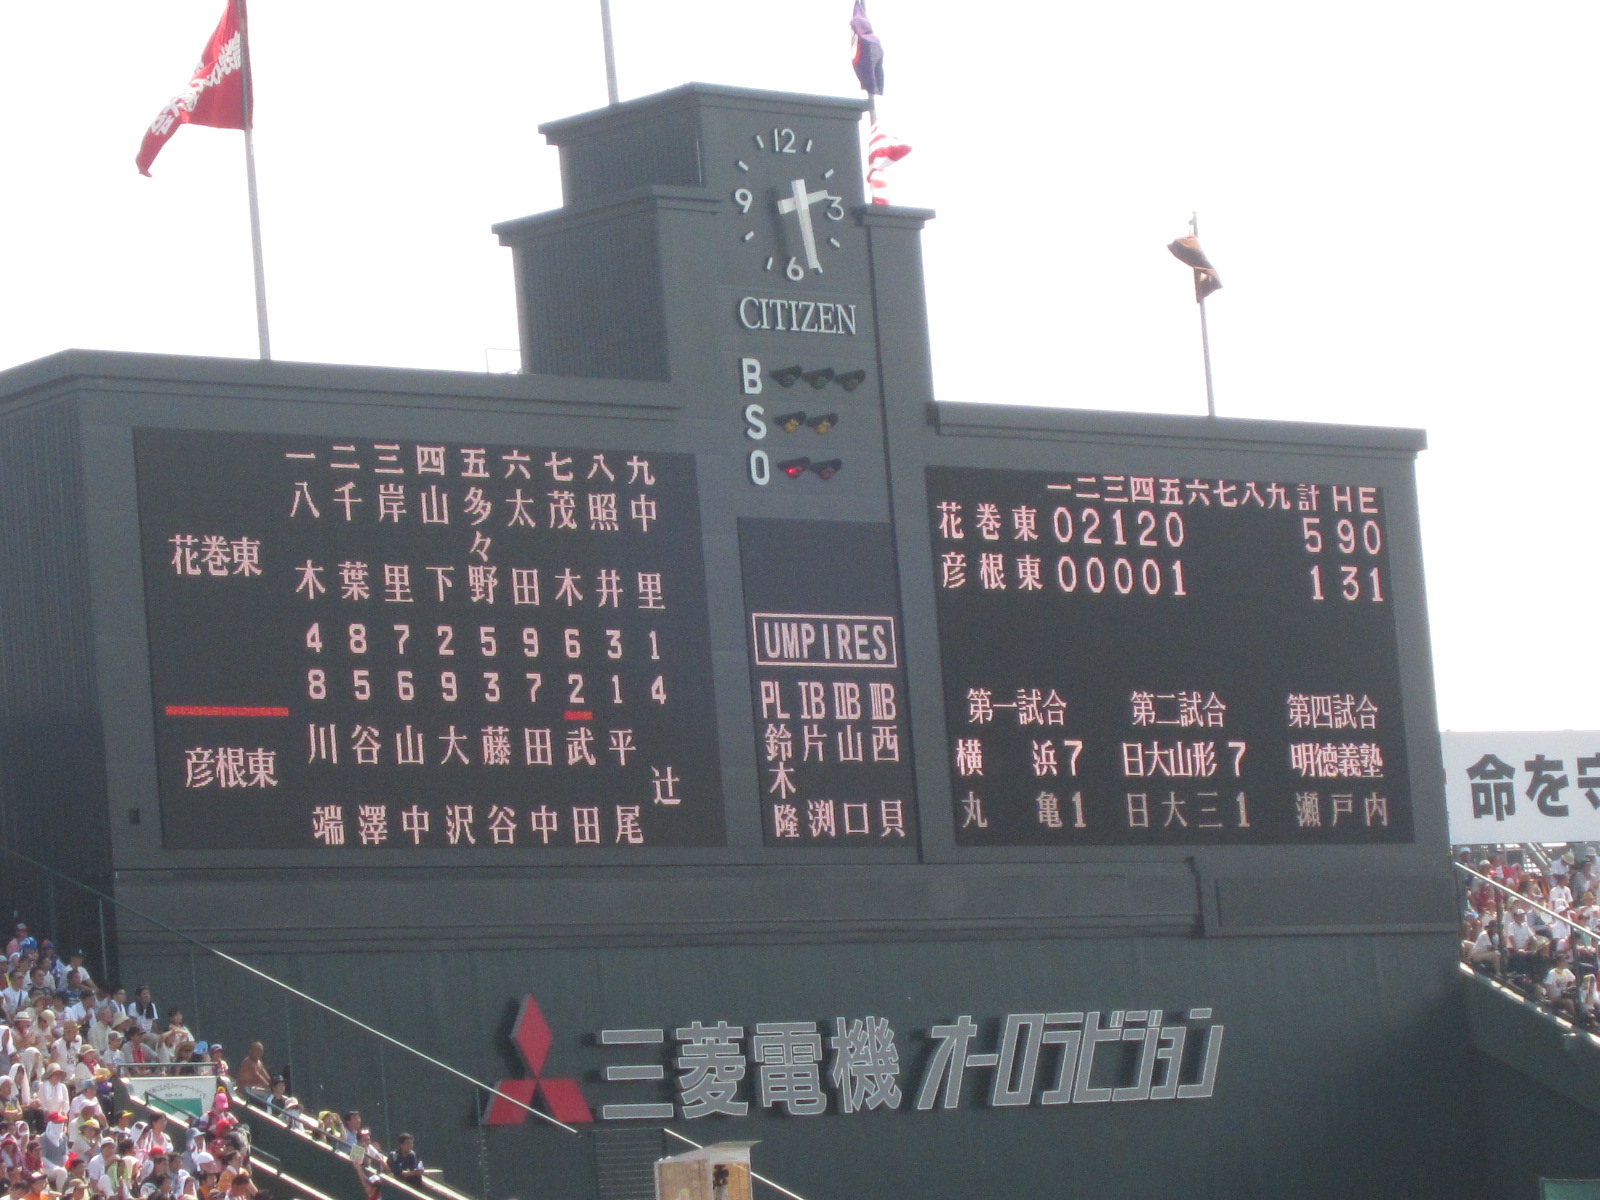 12
9 3
6
CITIZEN
B
S
O
一 二 三 四 五 六 七 八 九
花巻東
八 千 岸 山 多 太 茂 照 中
々
木 葉 里 下 野 田 木 井 里
4 8 7 2 5 9 6 3 1
8 5 6 9 3 7 2 1 4
彦根東
川 谷 山 大 藤 田 武 平 辻
端 澤 中 沢 谷 中 田 尾
UMPIRES
PL IB ⅡB ⅢB
鈴 片 山 西
木
隆 渕 口 貝
一二三四五六七八九 計 H E
花巻東 0 2 1 2 0 5 9 0
彦根東 0 0 0 0 1 1 3 1
第一試合 第二試合 第四試合
横浜 7 日大山形 7 明徳義塾
丸亀 1 日大三 1 瀬戸内
命を守
三菱電機 オーロラビジョン